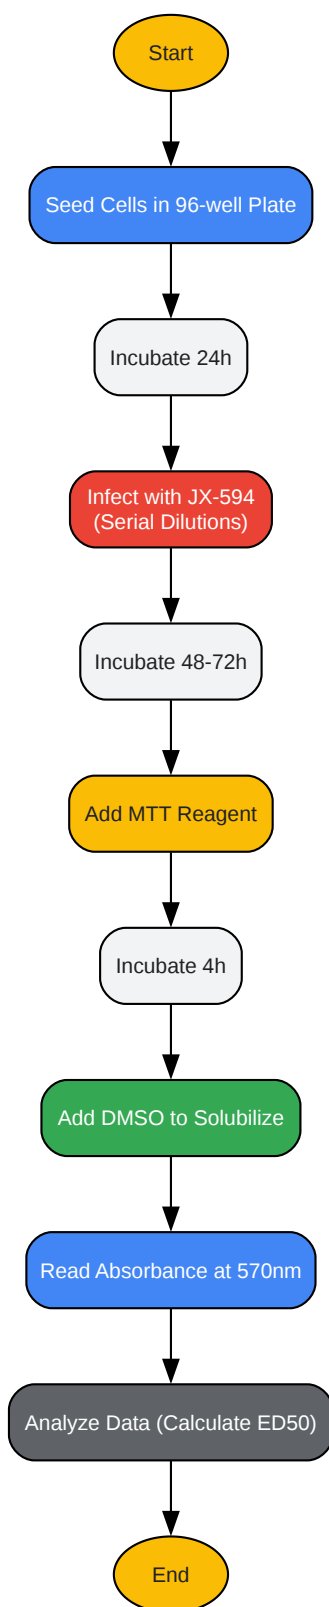 Start
Seed Cells in 96-well Plate
Incubate 24h
Infect with JX-594
(Serial Dilutions)
Incubate 48-72h
Add MTT Reagent
Incubate 4h
Add DMSO to Solubilize
Read Absorbance at 570nm
Analyze Data (Calculate ED50)
End